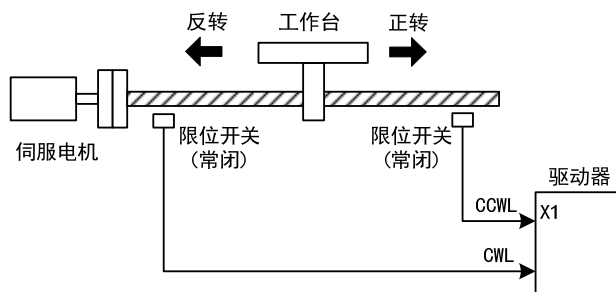 反转
工作台
正转
伺服电机
限位开关
（常闭）
限位开关
（常闭）
驱动器
CCWL
X1
CWL